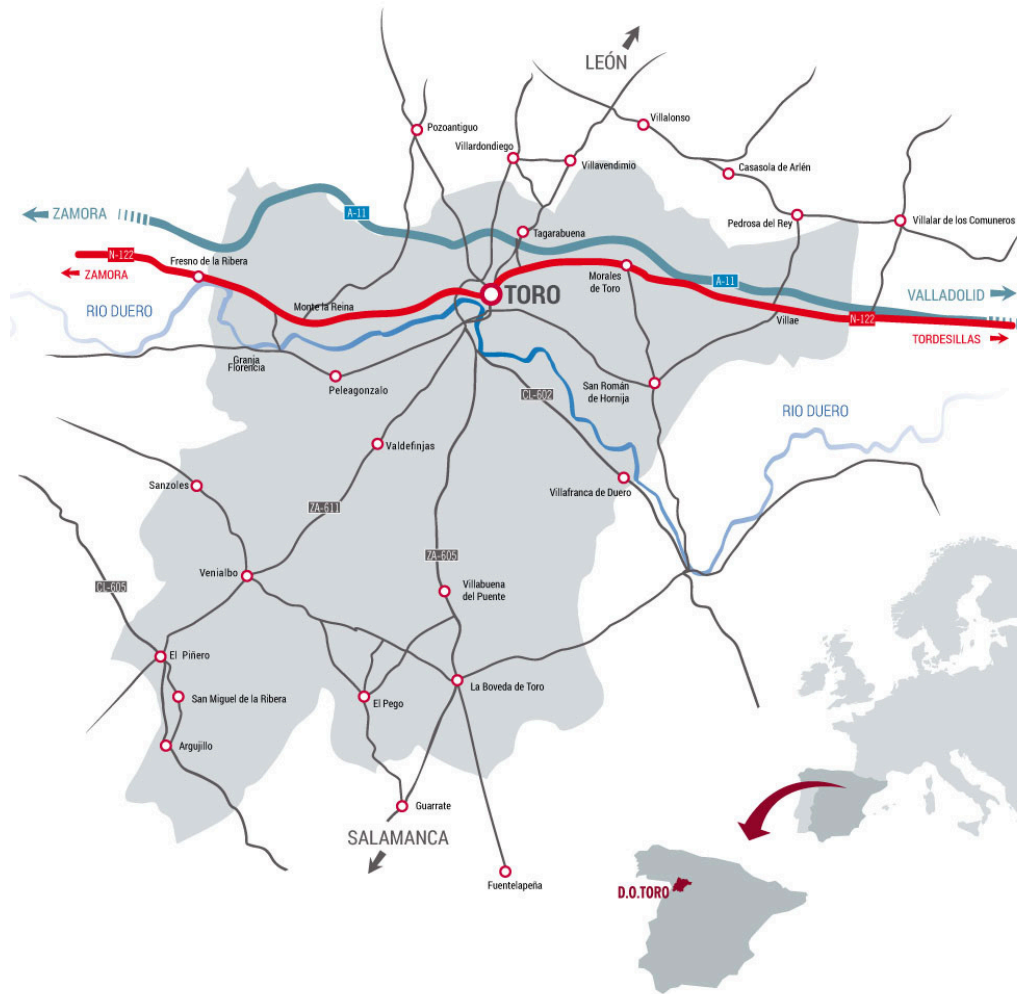 LEÓN
Pozoantiguo
Villalonso
Villardondiego
Villavendimio
Casasola de Arlén
ZAMORA
A-11
Pedrosa del Rey
Villalar de los Comuneros
Tagarabuena
N-122
Fresno de la Ribera
ZAMORA
Morales
de Toro
A-11
TORO
VALLADOLID
Monte la Reina
RIO DUERO
Villae
N-122
TORDESILLAS
Granja
Florencia
Peleagonzalo
San Román
de Hornija
CL-602
RIO DUERO
Valdefinjas
Sanzoles
Villafranca de Duero
ZA-611
ZA-605
Venialbo
CL-605
Villabuena
del Puente
El Piñero
La Boveda de Toro
San Miguel de la Ribera
El Pego
Argujillo
Guarrate
SALAMANCA
Fuentelapeña
D.O.TORO